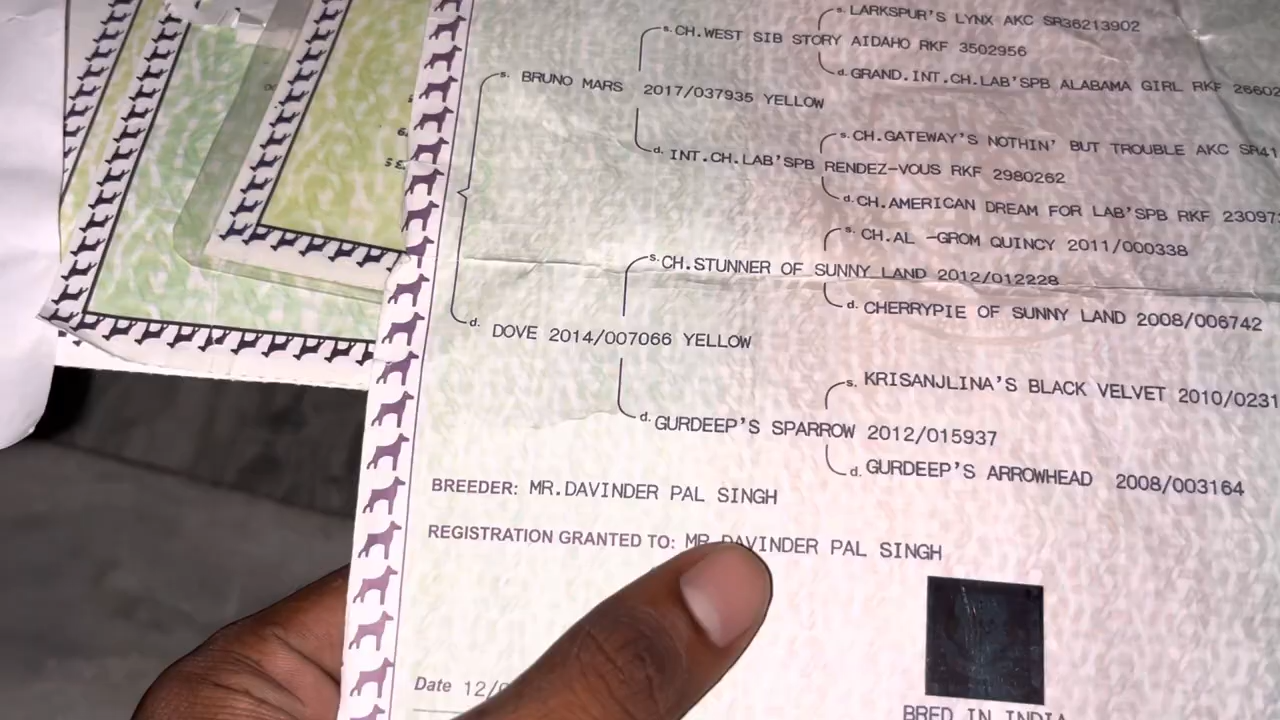 s. LARKSPUR'S LYNX AKC SR36213902
s. CH.WEST SIB STORY AIDAHO RKF 3502956
d. GRAND.INT.CH.LAB'SPB ALABAMA GIRL RKF 26602
s. BRUNO MARS 2017/037935 YELLOW
s. CH.GATEWAY'S NOTHIN' BUT TROUBLE AKC SR41
d. INT.CH.LAB'SPB RENDEZ-VOUS RKF 2980262
d. CH.AMERICAN DREAM FOR LAB'SPB RKF 23097
s. CH.AL -GROM QUINCY 2011/000338
s. CH.STUNNER OF SUNNY LAND 2012/012228
d. CHERRYPIE OF SUNNY LAND 2008/006742
d. DOVE 2014/007066 YELLOW
s. KRISANJLINA'S BLACK VELVET 2010/0231
d. GURDEEP'S SPARROW 2012/015937
d. GURDEEP'S ARROWHEAD 2008/003164
BREEDER: MR.DAVINDER PAL SINGH
REGISTRATION GRANTED TO: MR DAVINDER PAL SINGH
Date 12/0
BRED IN INDIA